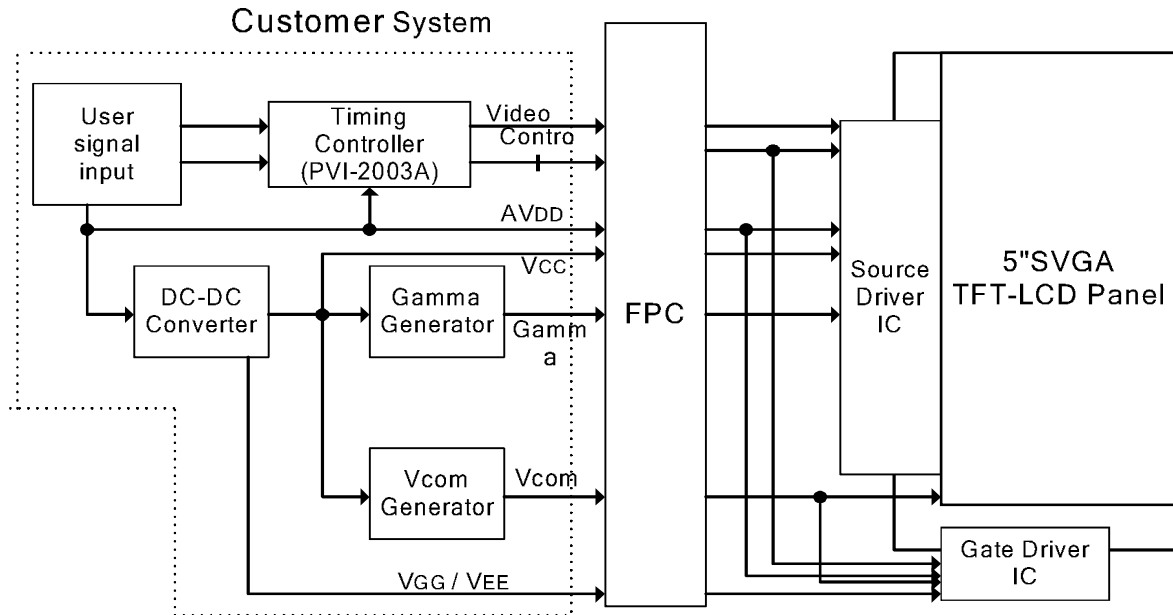 Customer System
User
signal
input
Timing
Controller
(PVI-2003A)
Video
Contro
AVDD
VCC
DC-DC
Converter
Gamma
Generator
Gamm
a
Vcom
Generator
Vcom
VGG / VEE
FPC
Source
Driver
IC
5"SVGA
TFT-LCD Panel
Gate Driver
IC